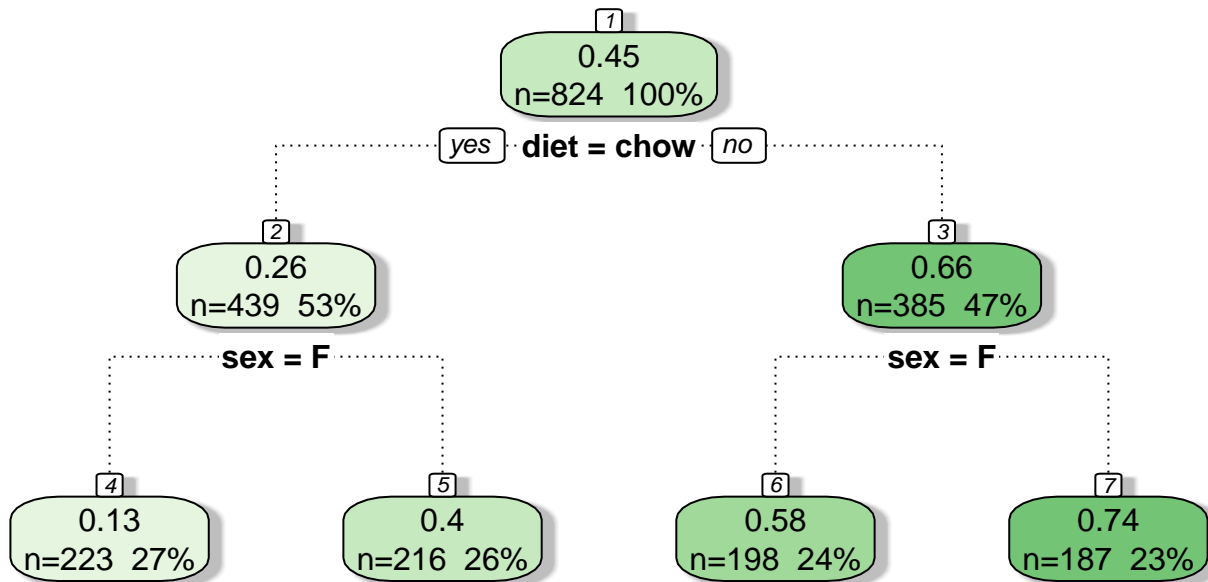 1
0.45
n=824 100%
yes diet = chow no
2
0.26
n=439 53%
3
0.66
n=385 47%
sex = F
sex = F
4
0.13
n=223 27%
5
0.4
n=216 26%
6
0.58
n=198 24%
7
0.74
n=187 23%